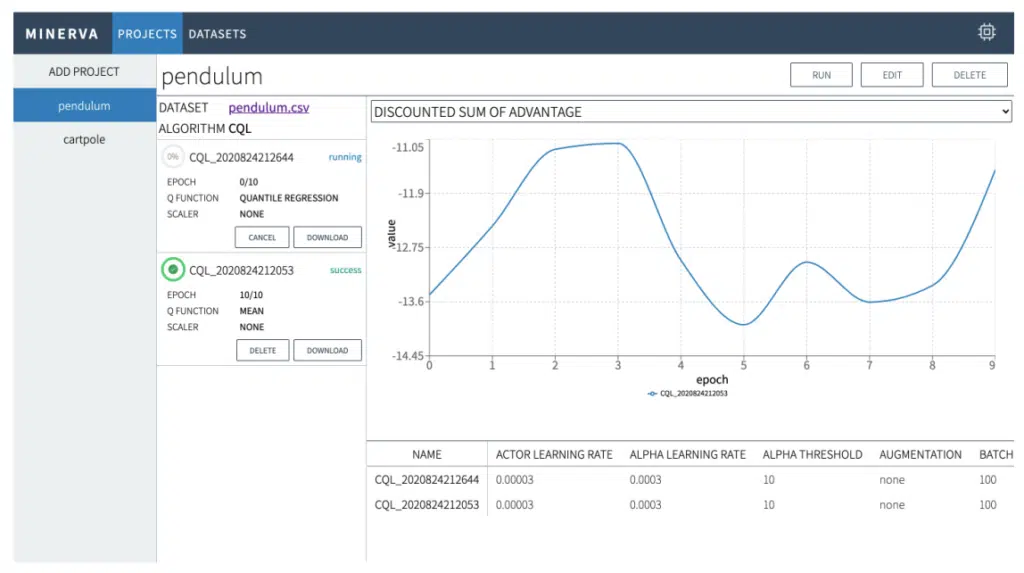 MINERVA PROJECTS DATASETS
ADD PROJECT
pendulum
cartpole
pendulum
RUN EDIT DELETE
DATASET pendulum.csv
ALGORITHM CQL
0% CQL_2020824212644 running
EPOCH 0/10
Q FUNCTION QUANTILE REGRESSION
SCALER NONE
CANCEL DOWNLOAD
CQL_2020824212053 success
EPOCH 10/10
Q FUNCTION MEAN
SCALER NONE
DELETE DOWNLOAD
DISCOUNTED SUM OF ADVANTAGE
-11.05
-11.9
-12.75
-13.6
-14.45
value
0 1 2 3 4 5 6 7 8 9
epoch
CQL_2020824212053
NAME ACTOR LEARNING RATE ALPHA LEARNING RATE ALPHA THRESHOLD AUGMENTATION BATCH
CQL_2020824212644 0.00003 0.0003 10 none 100
CQL_2020824212053 0.00003 0.0003 10 none 100